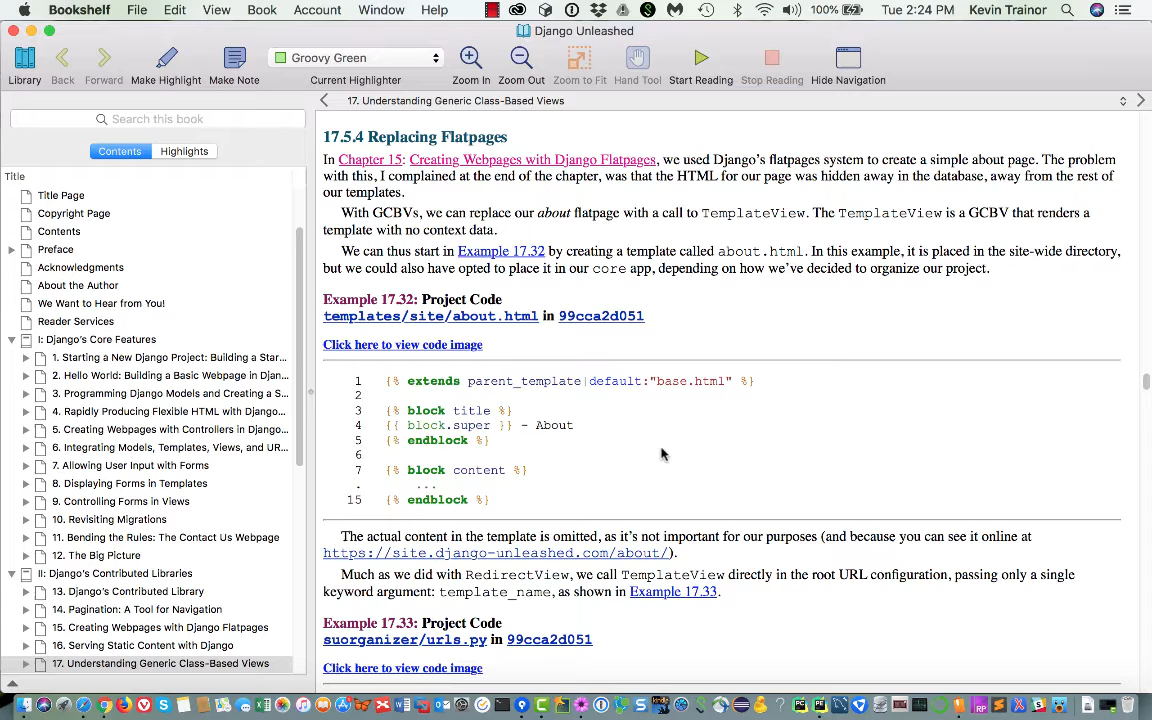 Bookshelf File Edit View Book Account Window Help 100% Tue 2:24 PM Kevin Trainor
Django Unleashed
Library Back Forward Make Highlight Make Note Groovy Green Current Highlighter Zoom In Zoom Out Zoom to Fit Hand Tool Start Reading Stop Reading Hide Navigation
17. Understanding Generic Class-Based Views
Search this book
Contents Highlights
Title
Title Page
Copyright Page
Contents
Preface
Acknowledgments
About the Author
We Want to Hear from You!
Reader Services
I: Django's Core Features
1. Starting a New Django Project: Building a Star...
2. Hello World: Building a Basic Webpage in Djan...
3. Programming Django Models and Creating a S...
4. Rapidly Producing Flexible HTML with Django...
5. Creating Webpages with Controllers in Django...
6. Integrating Models, Templates, Views, and UR...
7. Allowing User Input with Forms
8. Displaying Forms in Templates
9. Controlling Forms in Views
10. Revisiting Migrations
11. Bending the Rules: The Contact Us Webpage
12. The Big Picture
II: Django's Contributed Libraries
13. Django's Contributed Library
14. Pagination: A Tool for Navigation
15. Creating Webpages with Django Flatpages
16. Serving Static Content with Django
17. Understanding Generic Class-Based Views
17.5.4 Replacing Flatpages
In Chapter 15: Creating Webpages with Django Flatpages, we used Django's flatpages system to create a simple about page. The problem
with this, I complained at the end of the chapter, was that the HTML for our page was hidden away in the database, away from the rest of
our templates.
With GCBVs, we can replace our about flatpage with a call to TemplateView. The TemplateView is a GCBV that renders a
template with no context data.
We can thus start in Example 17.32 by creating a template called about.html. In this example, it is placed in the site-wide directory,
but we could also have opted to place it in our core app, depending on how we've decided to organize our project.
Example 17.32: Project Code
templates/site/about.html in 99cca2d051
Click here to view code image
1 {% extends parent_template|default:"base.html" %}
2
3 {% block title %}
4 {{ block.super }} - About
5 {% endblock %}
6
7 {% block content %}
. ...
15 {% endblock %}
The actual content in the template is omitted, as it's not important for our purposes (and because you can see it online at
https://site.django-unleashed.com/about/).
Much as we did with RedirectView, we call TemplateView directly in the root URL configuration, passing only a single
keyword argument: template_name, as shown in Example 17.33.
Example 17.33: Project Code
suorganizer/urls.py in 99cca2d051
Click here to view code image